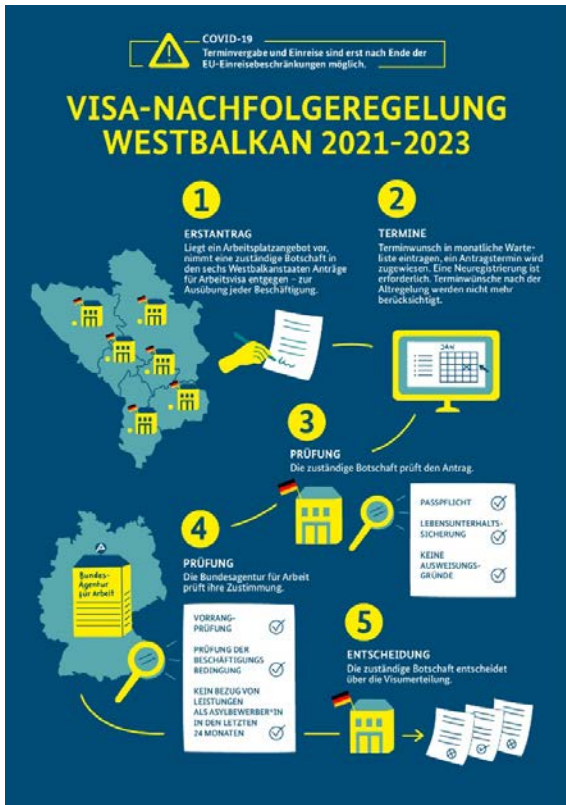 COVID-19
Terminvergabe und Einreise sind erst nach Ende der
EU-Einreisebeschränkungen möglich.
VISA-NACHFOLGEREGELUNG
WESTBALKAN 2021-2023
1
ERSTANTRAG
Liegt ein Arbeitsplatzangebot vor,
nimmt eine zuständige Botschaft in
den sechs Westbalkanstaaten Anträge
für Arbeitsvisa entgegen – zur
Ausübung jeder Beschäftigung.
2
TERMINE
Terminwunsch in monatliche Warte-
liste eintragen, ein Antragstermin wird
zugewiesen. Eine Neuregistrierung ist
erforderlich. Terminwünsche nach der
Altregelung werden nicht mehr
berücksichtigt.
JAN
3
PRÜFUNG
Die zuständige Botschaft prüft den Antrag.
PASSPFLICHT
LEBENSUNTERHALTS-
SICHERUNG
KEINE
AUSWEISUNGS-
GRÜNDE
4
PRÜFUNG
Die Bundesagentur für Arbeit
prüft ihre Zustimmung.
Bundes-
Agentur
für Arbeit
VORRANG-
PRÜFUNG
PRÜFUNG DER
BESCHÄFTIGUNGS
BEDINGUNG
KEIN BEZUG VON
LEISTUNGEN
ALS ASYLBEWERBER*IN
IN DEN LETZTEN
24 MONATEN
5
ENTSCHEIDUNG
Die zuständige Botschaft entscheidet
über die Visumerteilung.